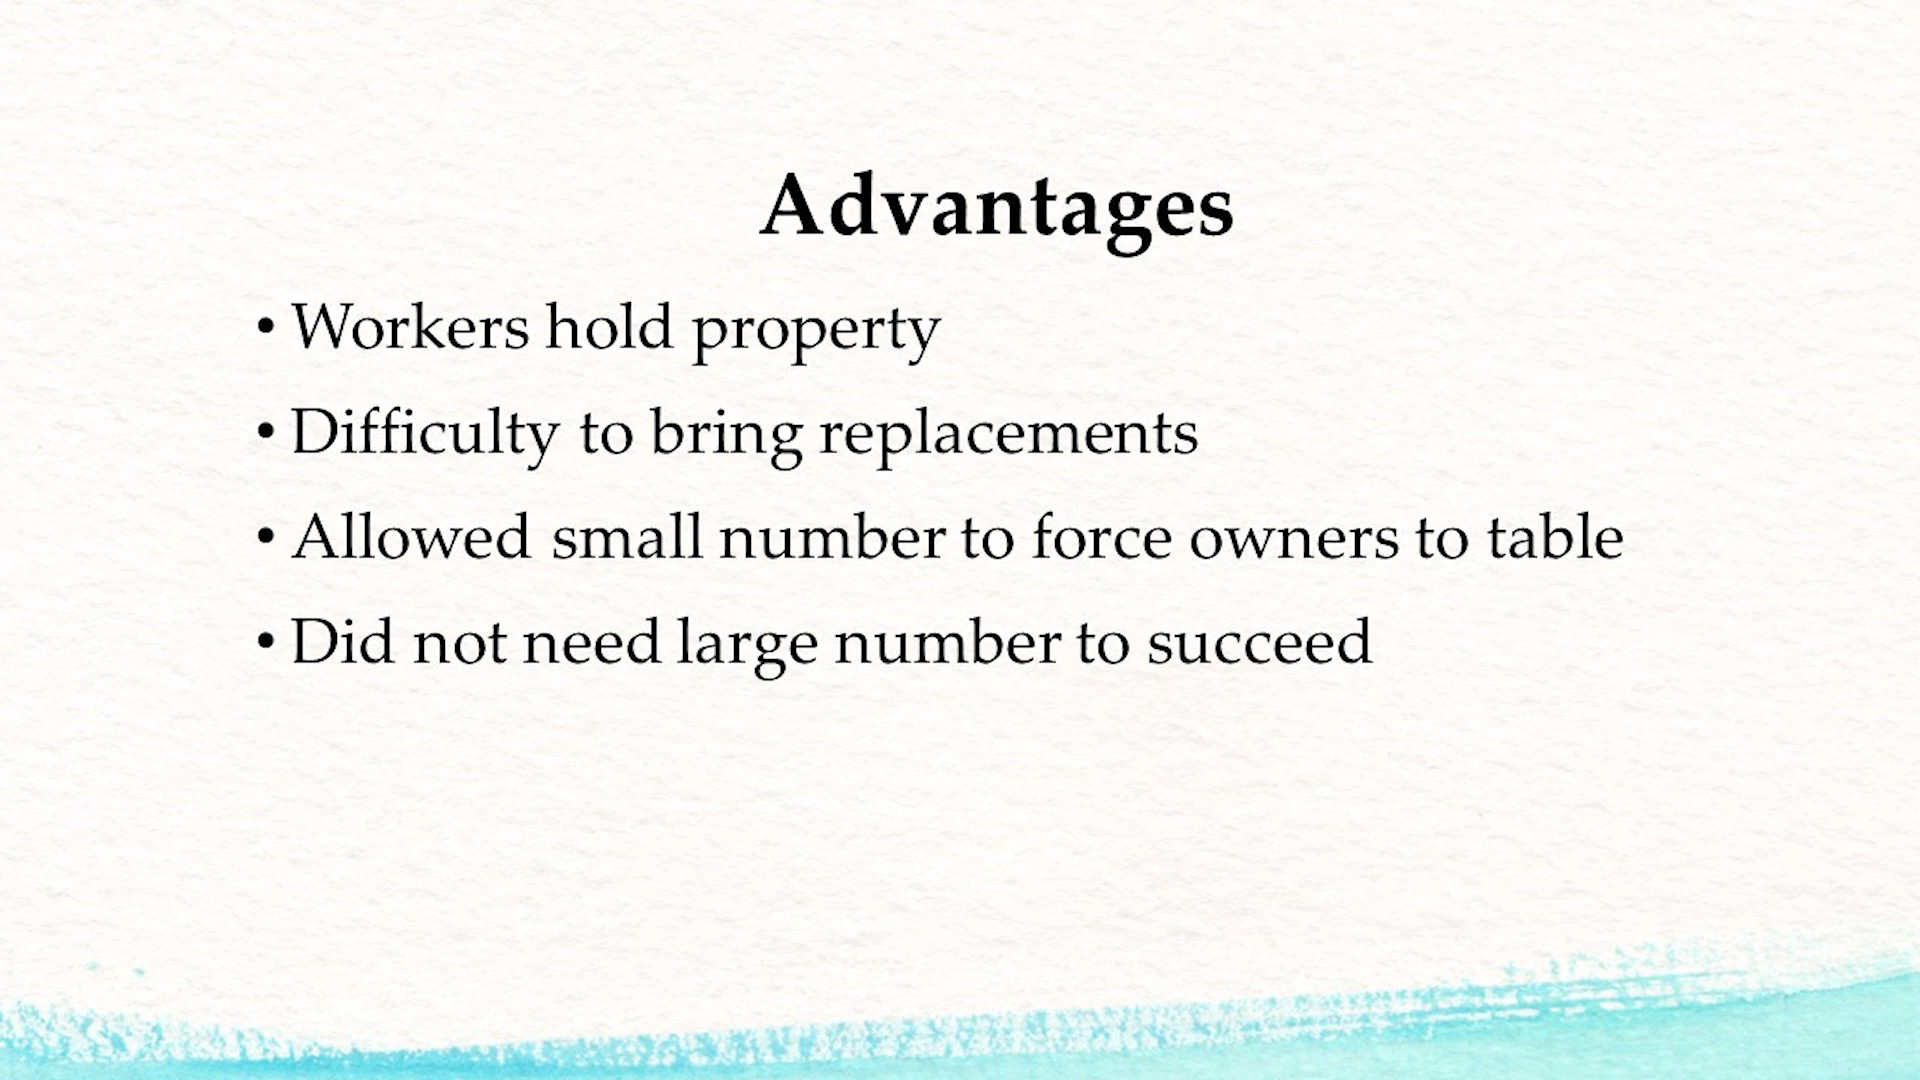 Advantages
• Workers hold property
• Difficulty to bring replacements
• Allowed small number to force owners to table
• Did not need large number to succeed